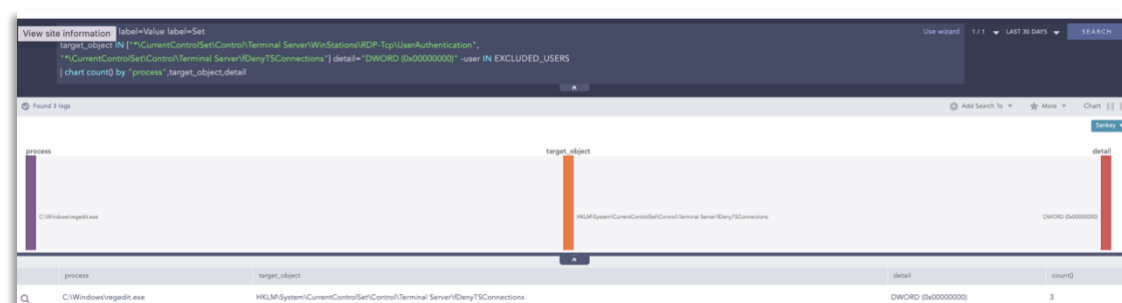 View site information label=Value label=Set
Use wizard 1 / 1 LAST 30 DAYS SEARCH
target_object IN ["*\CurrentControlSet\Control\Terminal Server\WinStations\RDP-Tcp\UserAuthentication",
"*\CurrentControlSet\Control\Terminal Server\fDenyTSConnections"] detail="DWORD (0x00000000)" -user IN EXCLUDED_USERS
| chart count() by "process",target_object,detail
Found 3 logs
Add Search To More Chart
Sankey
process target_object detail
C:\Windows\regedit.exe HKLM\System\CurrentControlSet\Control\Terminal Server\fDenyTSConnections DWORD (0x00000000)
process target_object detail count()
C:\Windows\regedit.exe HKLM\System\CurrentControlSet\Control\Terminal Server\fDenyTSConnections DWORD (0x00000000) 3